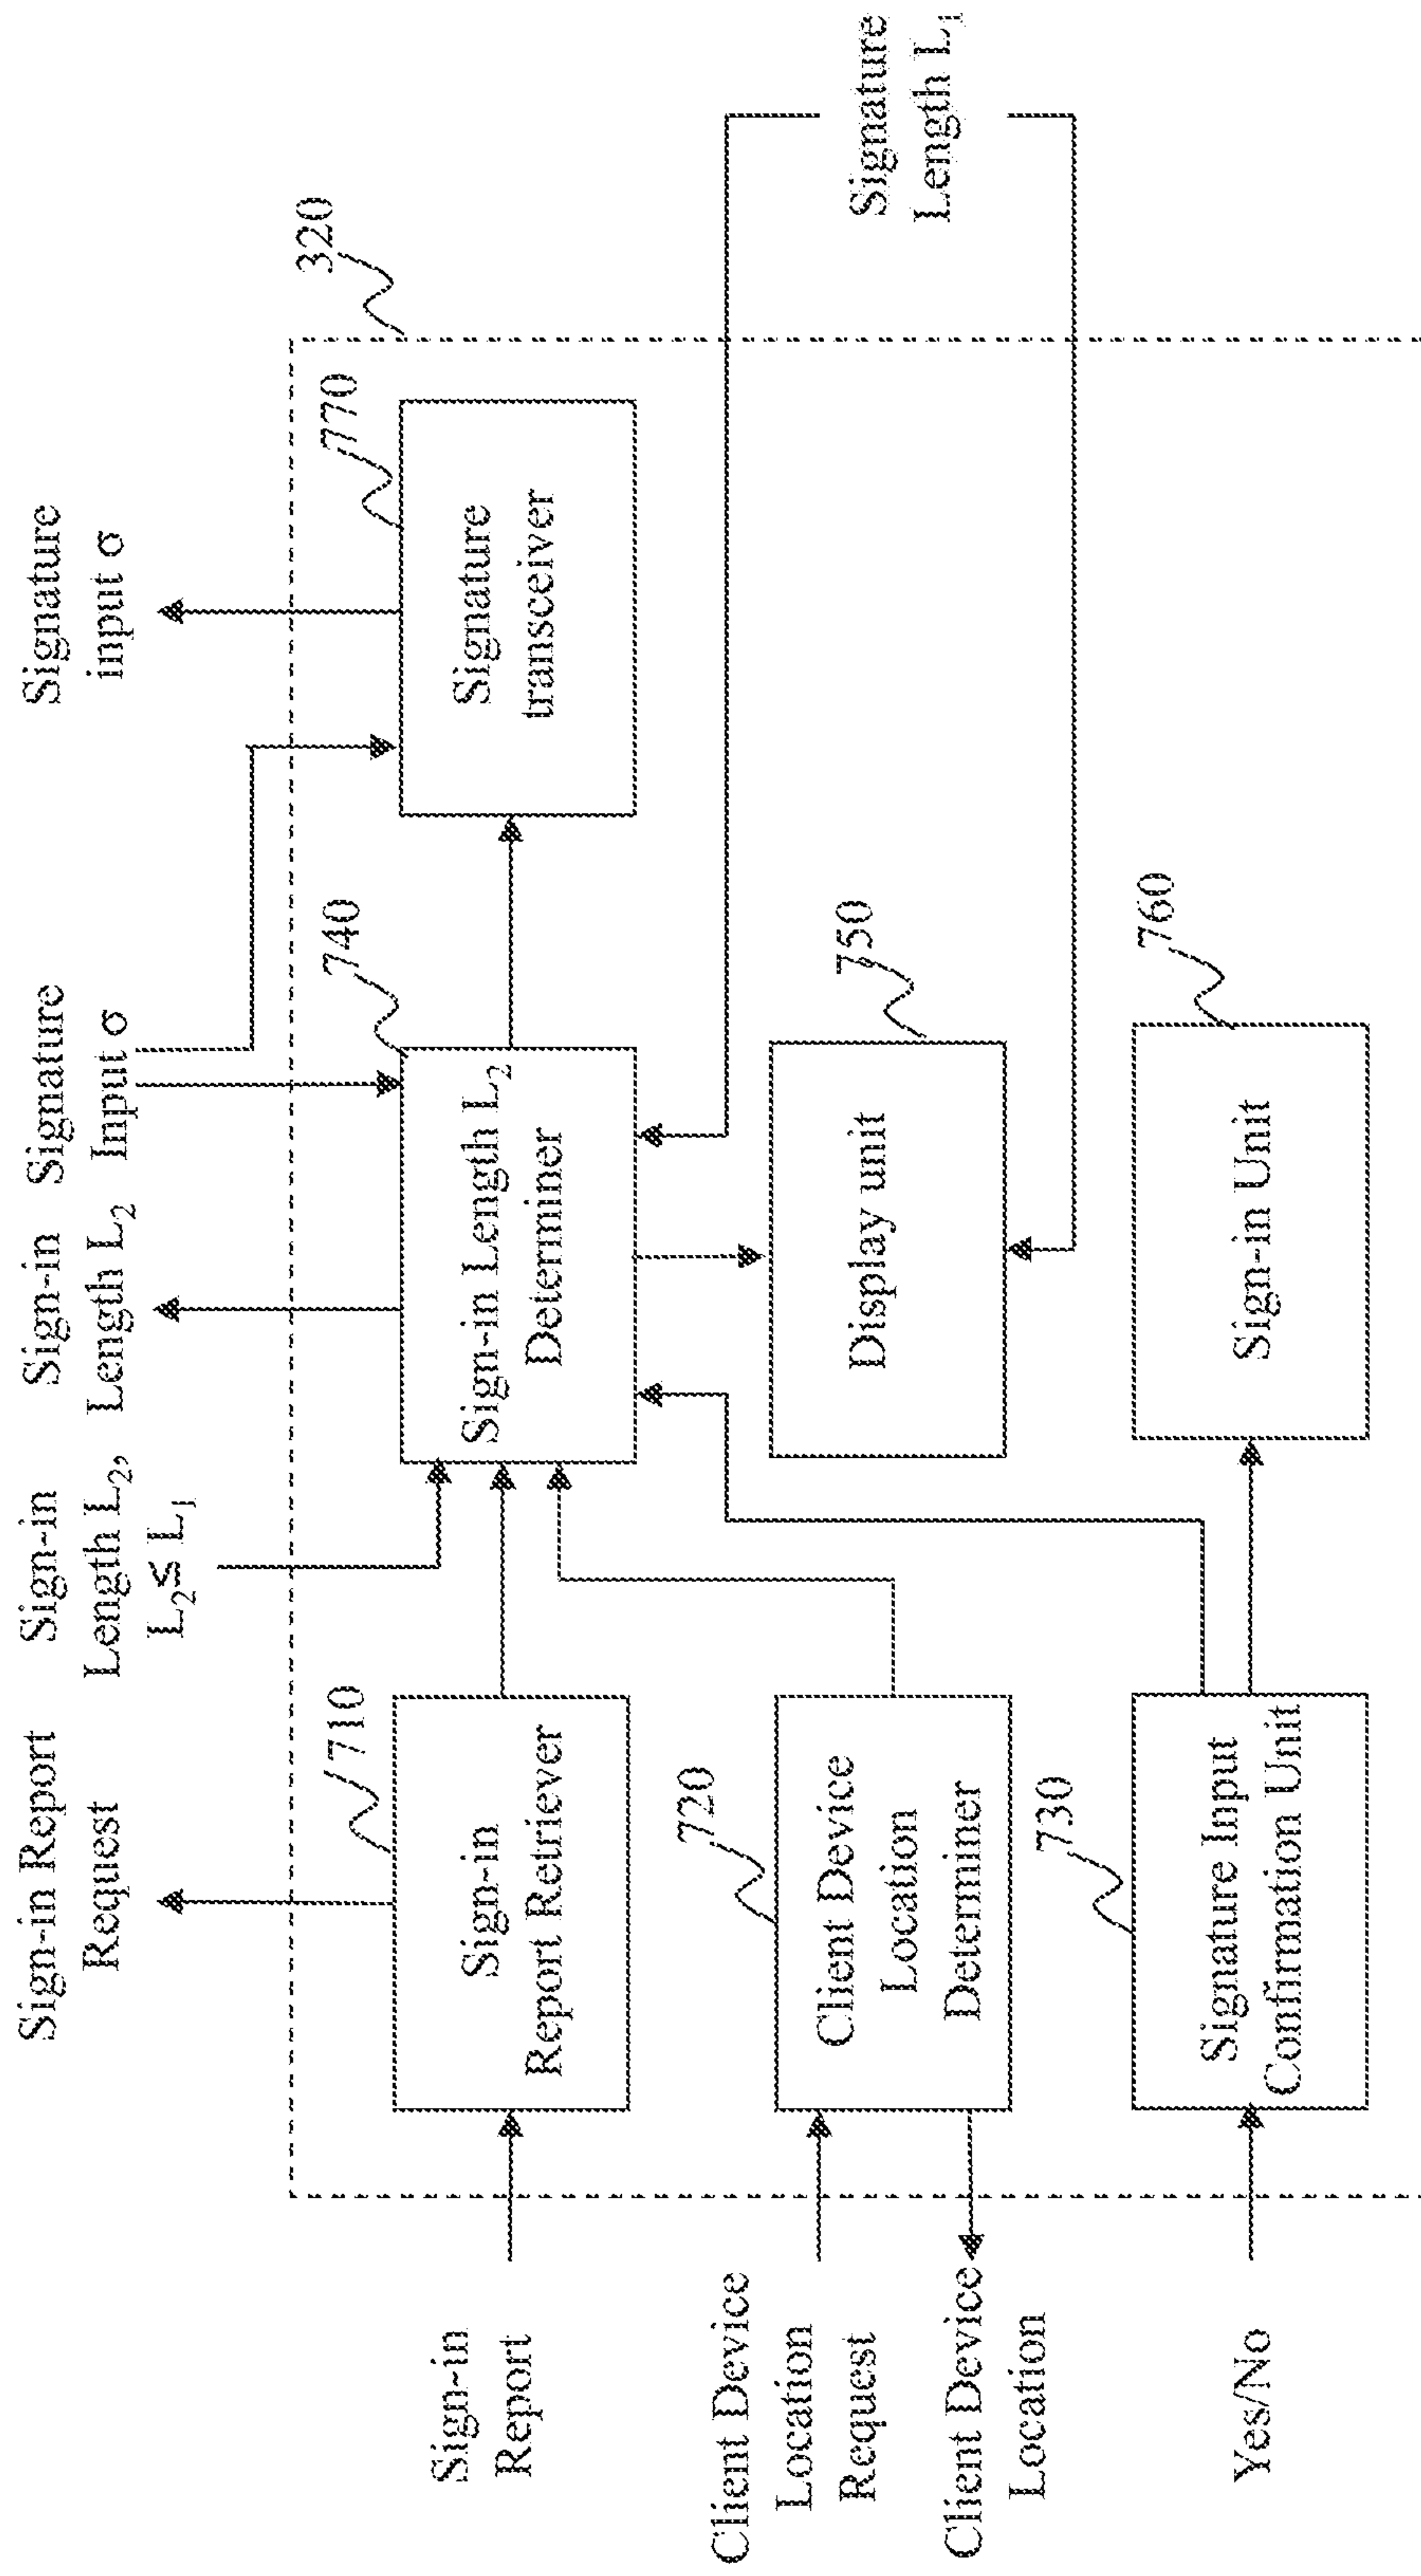 Sign-in Report
Request
Sign-in
Length L₂,
L₂≤ L₁
Sign-in
Length L₂
Signature
Input σ
Signature
input σ
320
Sign-in
Report
710
Sign-in
Report Retriever
740
Sign-in Length L₂
Determiner
770
Signature
transceiver
Client Device
Location
Request
Client Device
Location
720
Client Device
Location
Determiner
750
Display unit
Signature
Length L₁
Yes/No
730
Signature Input
Confirmation Unit
760
Sign-in Unit